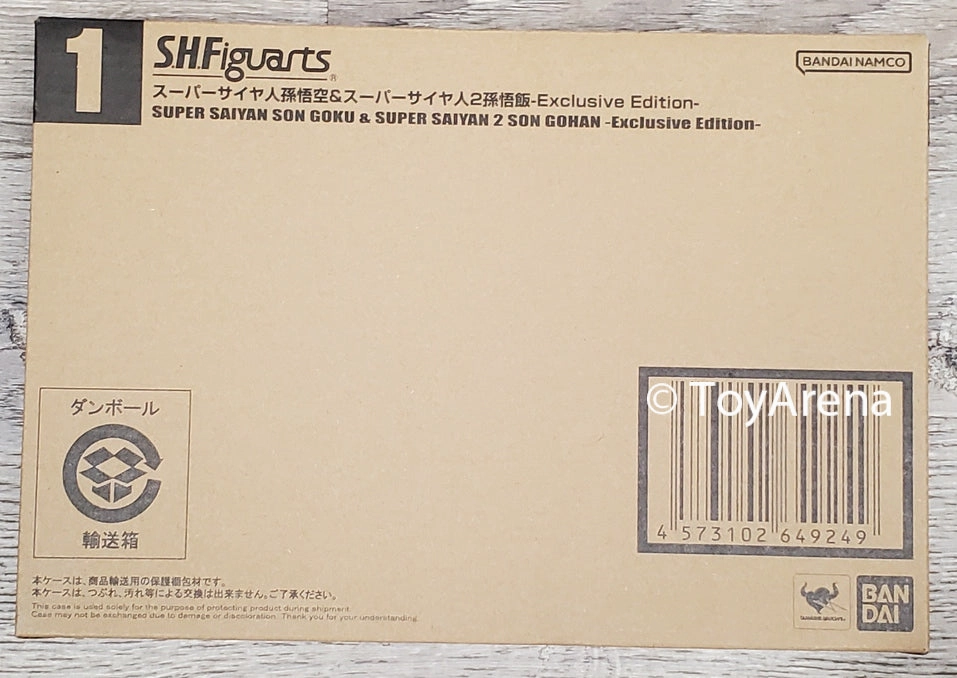 1
S.H.Figuarts
®
BANDAI NAMCO
スーパーサイヤ人孫悟空&スーパーサイヤ人2孫悟飯-Exclusive Edition-
SUPER SAIYAN SON GOKU & SUPER SAIYAN 2 SON GOHAN -Exclusive Edition-
© ToyArena
ダンボール
輸送箱
4 573102 649249
本ケースは、商品輸送用の保護梱包材です。
本ケースは、つぶれ、汚れ等による交換は出来ません。ご了承ください。
This case is used solely for the purpose of protecting product during shipment.
Case may not be exchanged due to damage or discoloration. Thank you for your understanding.
TAMASHII NATIONS
BAN
DAI